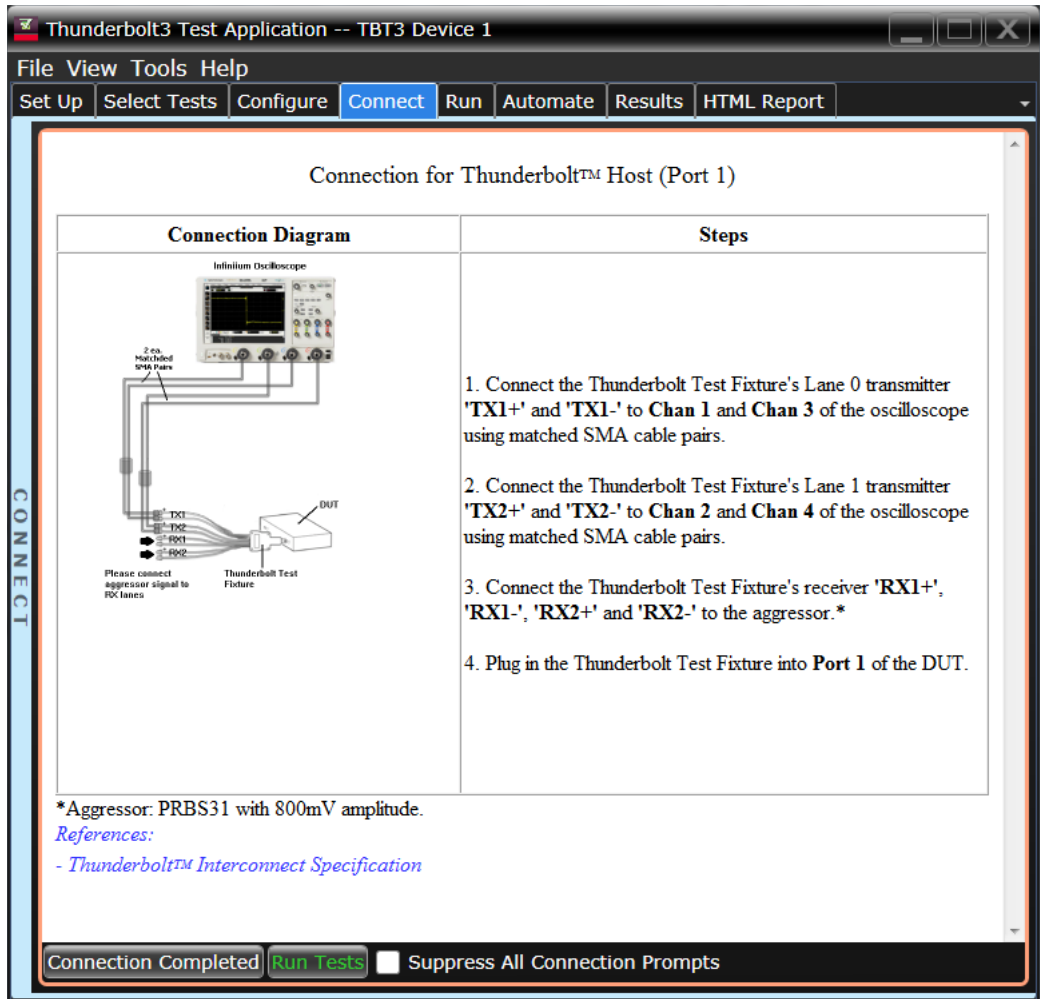 Thunderbolt3 Test Application -- TBT3 Device 1
File View Tools Help
Set Up Select Tests Configure Connect Run Automate Results HTML Report
CONNECT
Connection for Thunderbolt™ Host (Port 1)
Connection Diagram
Infiniium Oscilloscope
2 ea.
Matchded
SMA Pairs
TX1
TX2
RX1
RX2
DUT
Please connect
aggressor signal to
RX lanes
Thunderbolt Test
Fixture
Steps
1. Connect the Thunderbolt Test Fixture's Lane 0 transmitter
'TX1+' and 'TX1-' to Chan 1 and Chan 3 of the oscilloscope
using matched SMA cable pairs.
2. Connect the Thunderbolt Test Fixture's Lane 1 transmitter
'TX2+' and 'TX2-' to Chan 2 and Chan 4 of the oscilloscope
using matched SMA cable pairs.
3. Connect the Thunderbolt Test Fixture's receiver 'RX1+',
'RX1-', 'RX2+' and 'RX2-' to the aggressor.*
4. Plug in the Thunderbolt Test Fixture into Port 1 of the DUT.
*Aggressor: PRBS31 with 800mV amplitude.
References:
- Thunderbolt™ Interconnect Specification
Connection Completed Run Tests Suppress All Connection Prompts